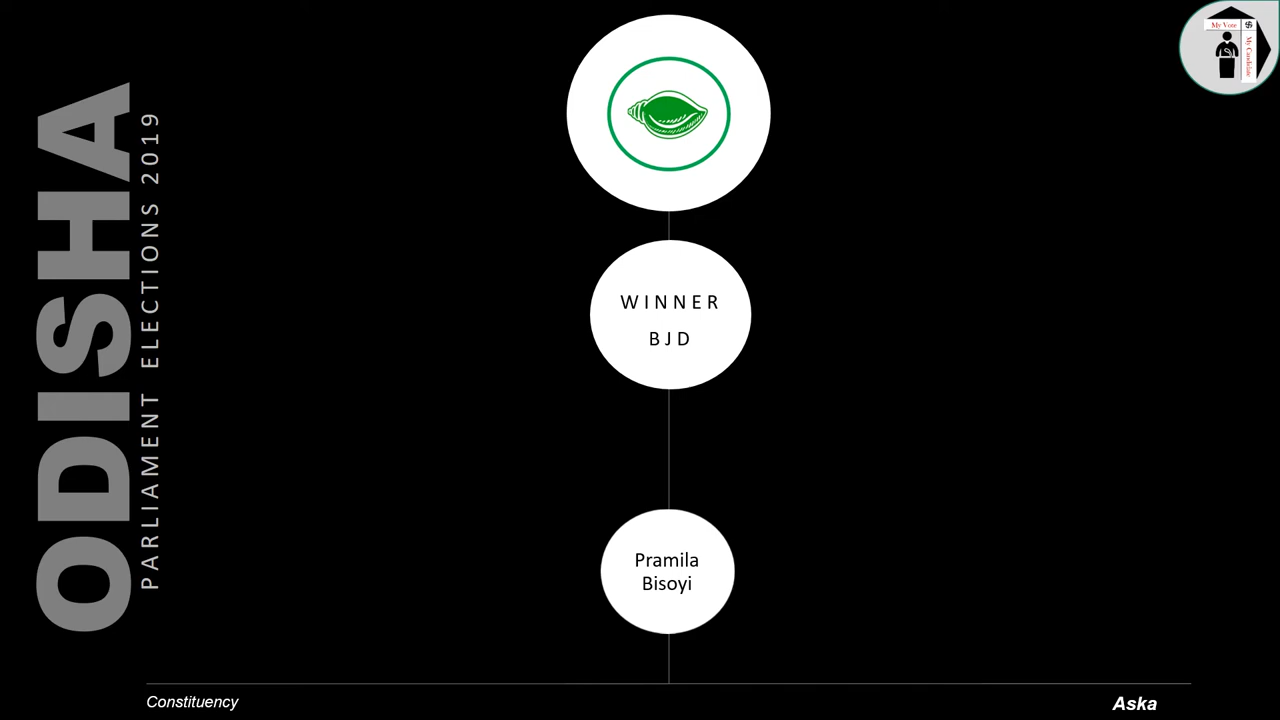 ODISHA
PARLIAMENT ELECTIONS 2019
My Vote
My Candidate
WINNER
BJD
Pramila
Bisoyi
Constituency
Aska